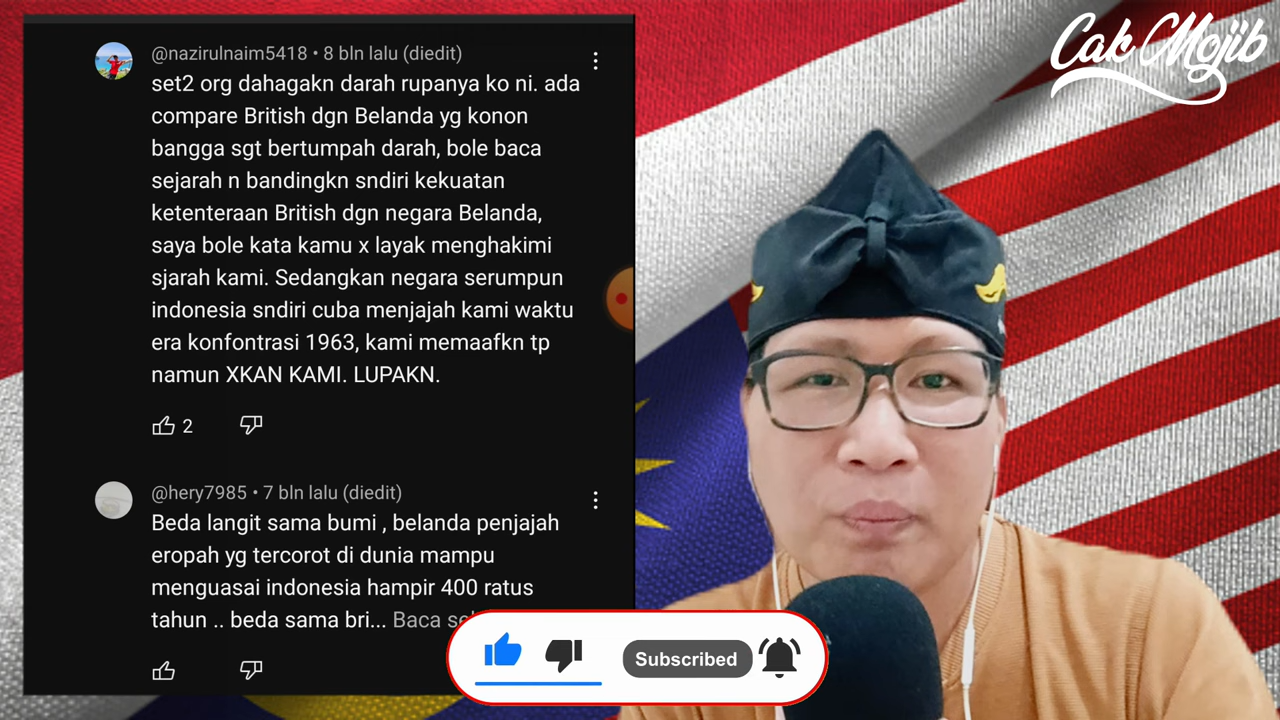 Cak Mojib
@nazirulnaim5418 • 8 bln lalu (diedit)
set2 org dahagakn darah rupanya ko ni. ada
compare British dgn Belanda yg konon
bangga sgt bertumpah darah, bole baca
sejarah n bandingkn sndiri kekuatan
ketenteraan British dgn negara Belanda,
saya bole kata kamu x layak menghakimi
sjarah kami. Sedangkan negara serumpun
indonesia sndiri cuba menjajah kami waktu
era konfontrasi 1963, kami memaafkn tp
namun XKAN KAMI. LUPAKN.
2
@hery7985 • 7 bln lalu (diedit)
Beda langit sama bumi , belanda penjajah
eropah yg tercorot di dunia mampu
menguasai indonesia hampir 400 ratus
tahun .. beda sama bri... Baca
Subscribed